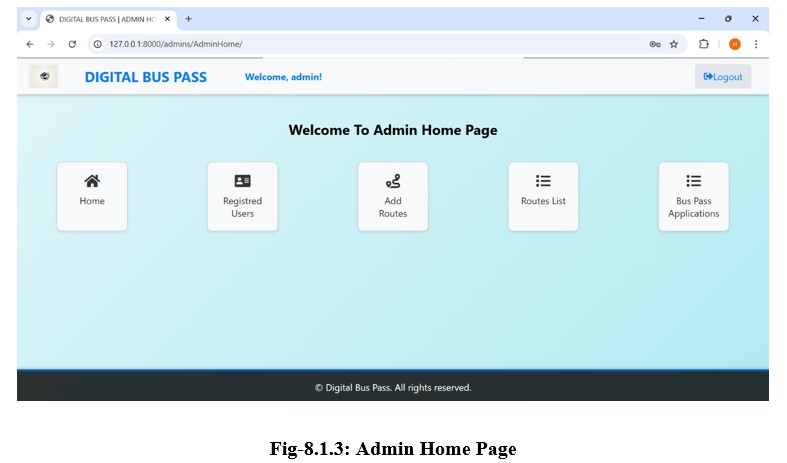 DIGITAL BUS PASS | ADMIN HO
127.0.0.1:8000/admins/AdminHome/
H
DIGITAL BUS PASS
Welcome, admin!
Logout
Welcome To Admin Home Page
Home
Registred
Users
Add
Routes
Routes List
Bus Pass
Applications
© Digital Bus Pass. All rights reserved.
Fig-8.1.3: Admin Home Page